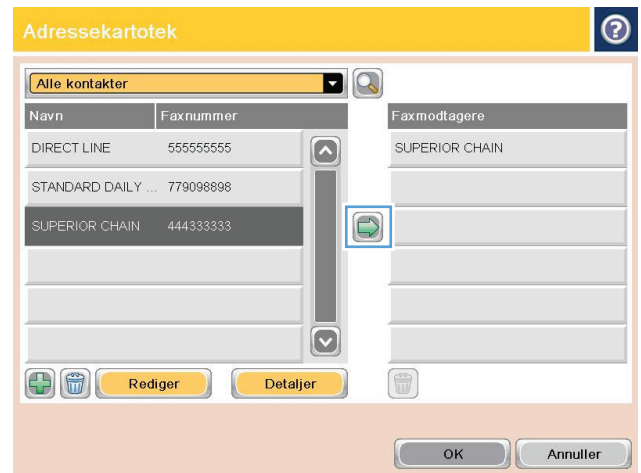 Adressekartotek
?
Alle kontakter
Navn Faxnummer
DIRECT LINE 555555555
STANDARD DAILY ... 779098898
SUPERIOR CHAIN 444333333
Faxmodtagere
SUPERIOR CHAIN
Rediger Detaljer
OK Annuller